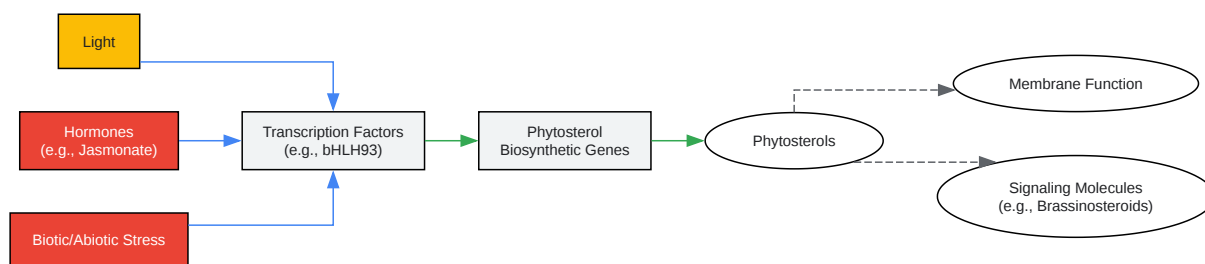 Light
Hormones
(e.g., Jasmonate)
Biotic/Abiotic Stress
Transcription Factors
(e.g., bHLH93)
Phytosterol
Biosynthetic Genes
Phytosterols
Membrane Function
Signaling Molecules
(e.g., Brassinosteroids)